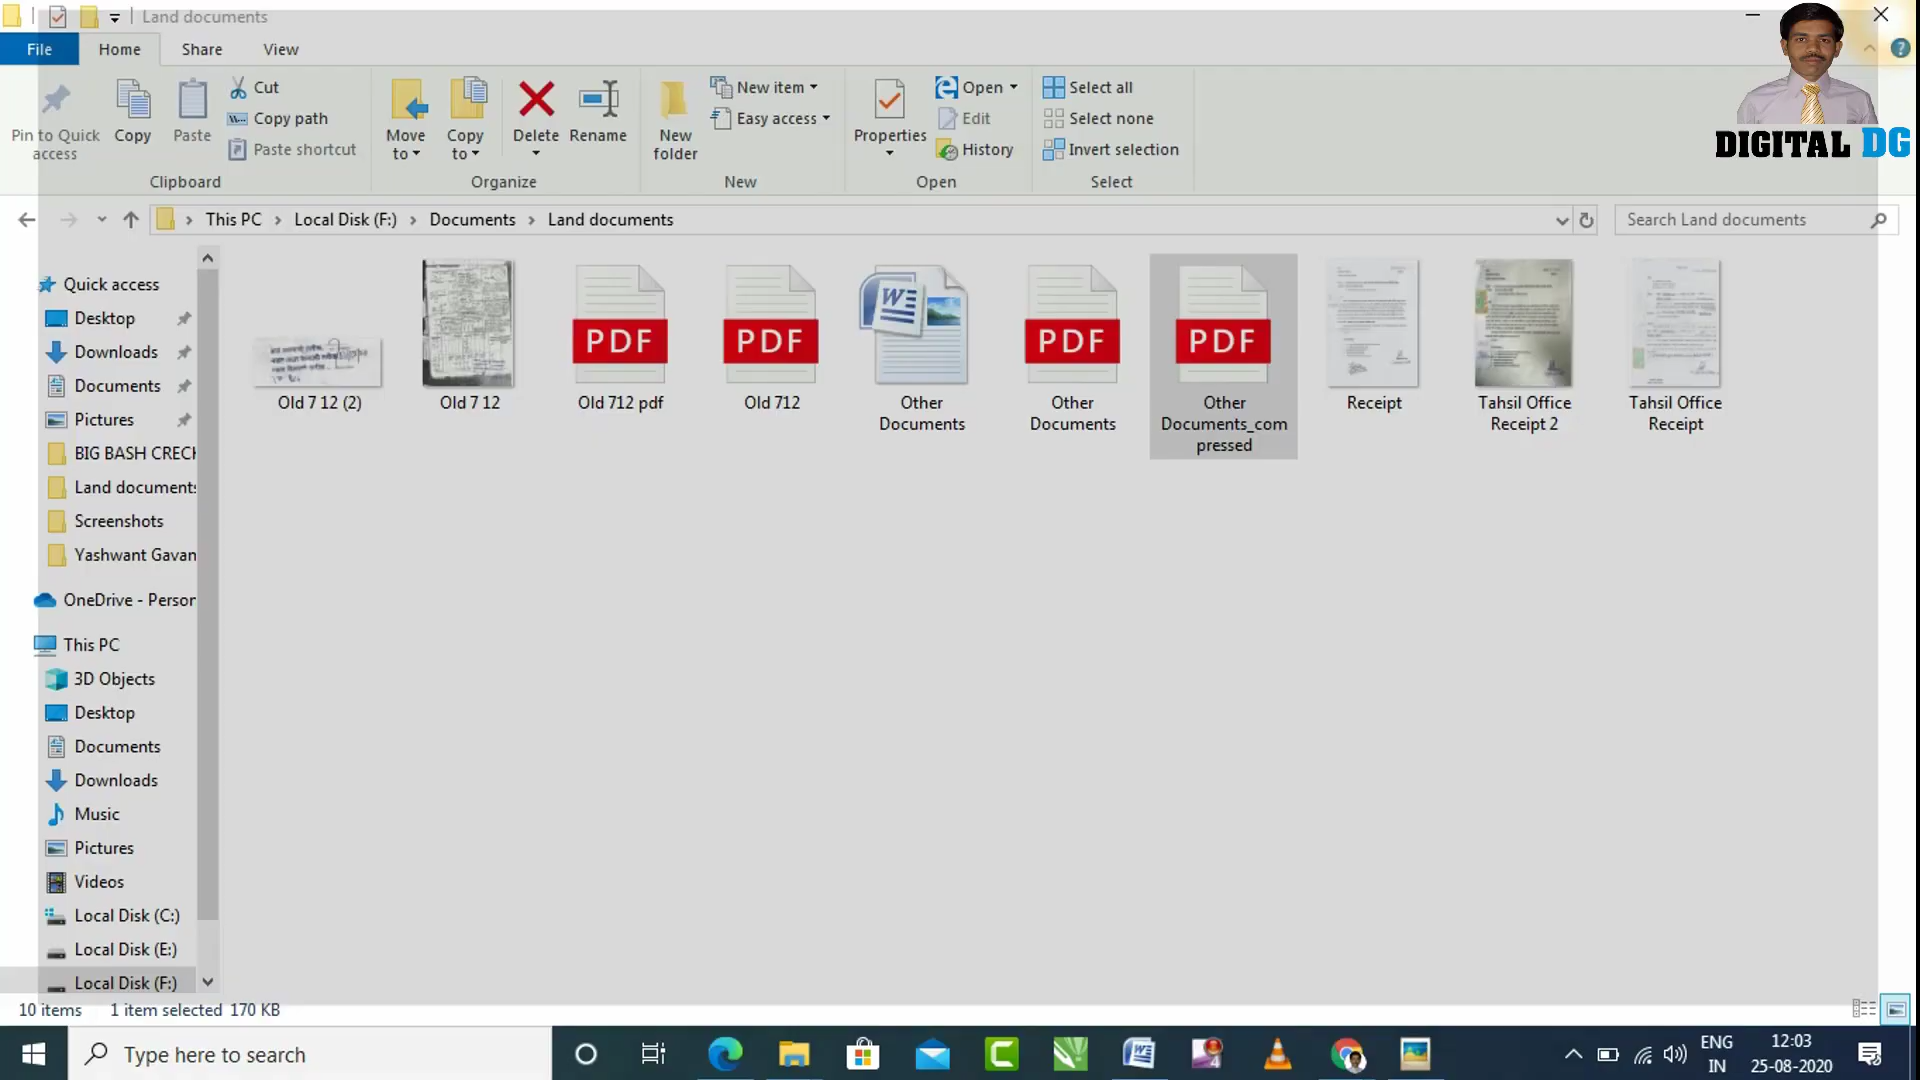 Land documents
File Home Share View
Pin to Quick access
Copy
Paste
Cut
Copy path
Paste shortcut
Clipboard
Move to
Copy to
Delete
Rename
Organize
New folder
New item
Easy access
New
Properties
Open
Edit
History
Open
Select all
Select none
Invert selection
Select
DIGITAL DG
This PC › Local Disk (F:) › Documents › Land documents
Search Land documents
Quick access
Desktop
Downloads
Documents
Pictures
BIG BASH CRECK
Land documents
Screenshots
Yashwant Gavan
OneDrive - Person
This PC
3D Objects
Desktop
Documents
Downloads
Music
Pictures
Videos
Local Disk (C:)
Local Disk (E:)
Local Disk (F:)
PDF
PDF
W
PDF
PDF
Old 7 12 (2)
Old 7 12
Old 712 pdf
Old 712
Other
Documents
Other
Documents
Other
Documents_com
pressed
Receipt
Tahsil Office
Receipt 2
Tahsil Office
Receipt
10 items 1 item selected 170 KB
Type here to search
ENG
IN
12:03
25-08-2020